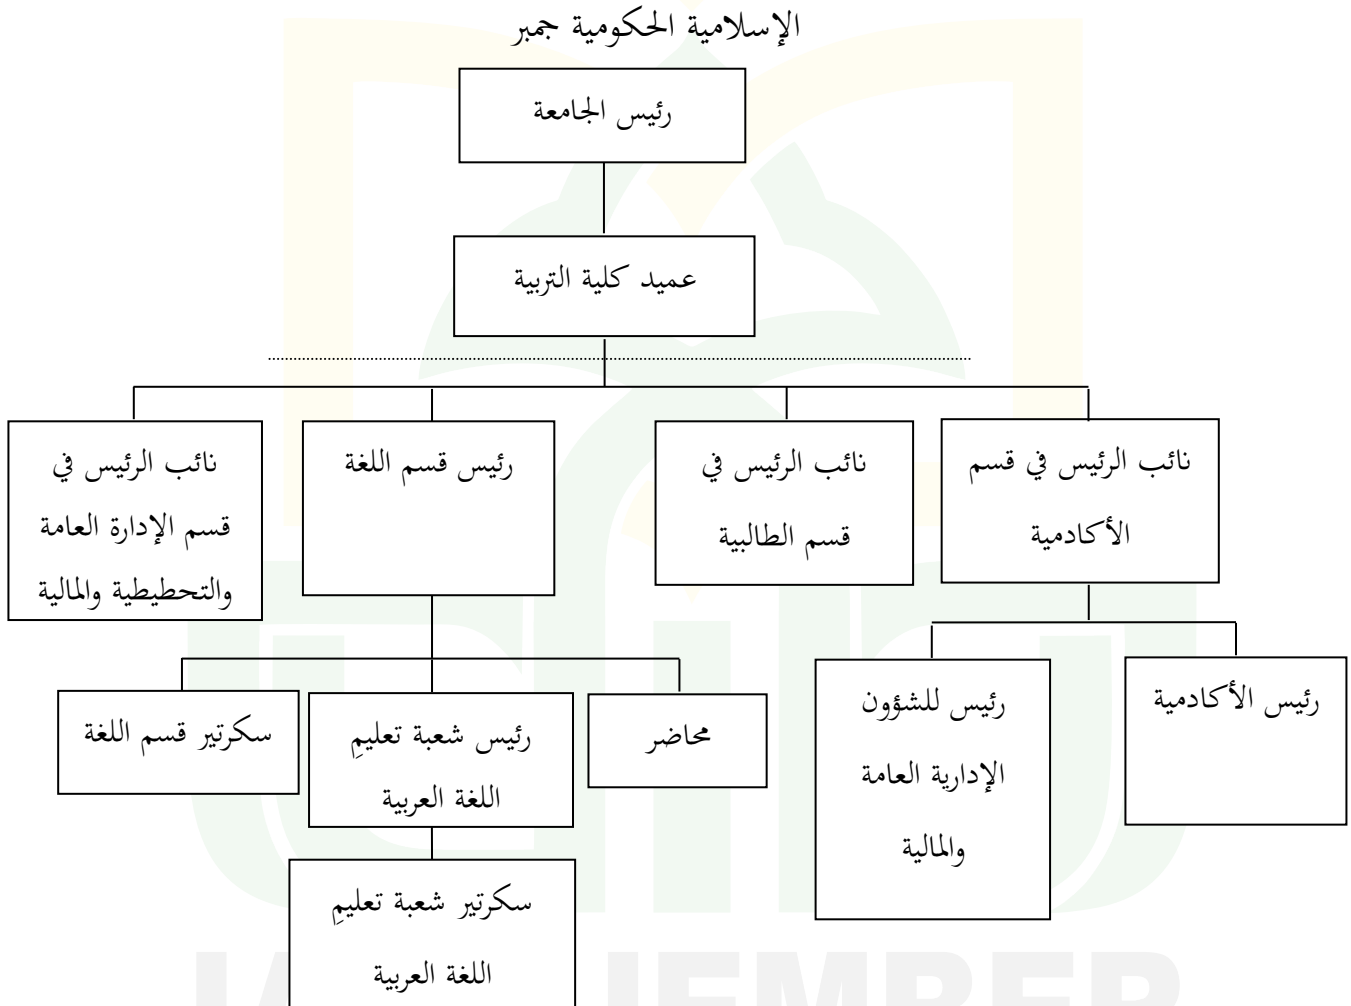 الإسلامية الحكومية جمبر
رئيس الجامعة
عميد كلية التربية
نائب الرئيس في قسم
الأكادمية
نائب الرئيس في
قسم الطالبية
رئيس قسم اللغة
نائب الرئيس في
قسم الإدارة العامة
والتحطيطية والمالية
رئيس الأكادمية
رئيس للشؤون
الإدارية العامة
والمالية
محاضر
رئيس شعبة تعليمِ
اللغة العربية
سكرتير قسم اللغة
سكرتير شعبة تعليمِ
اللغة العربية